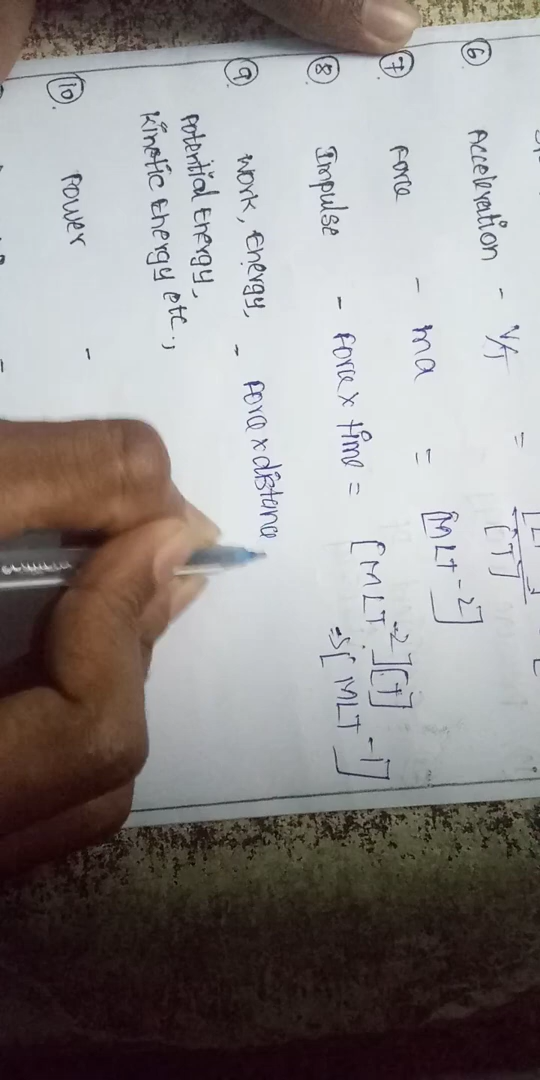 ⑥ Acceleration - V/T = [T]
⑦ Force - ma = [MLT-2]
⑧ Impulse - Force x time = [MLT-2][T]
⇒[MLT-1]
⑨ Work, Energy, - Force x distance
Potential Energy,
Kinetic Energy etc.,
⑩ Power -